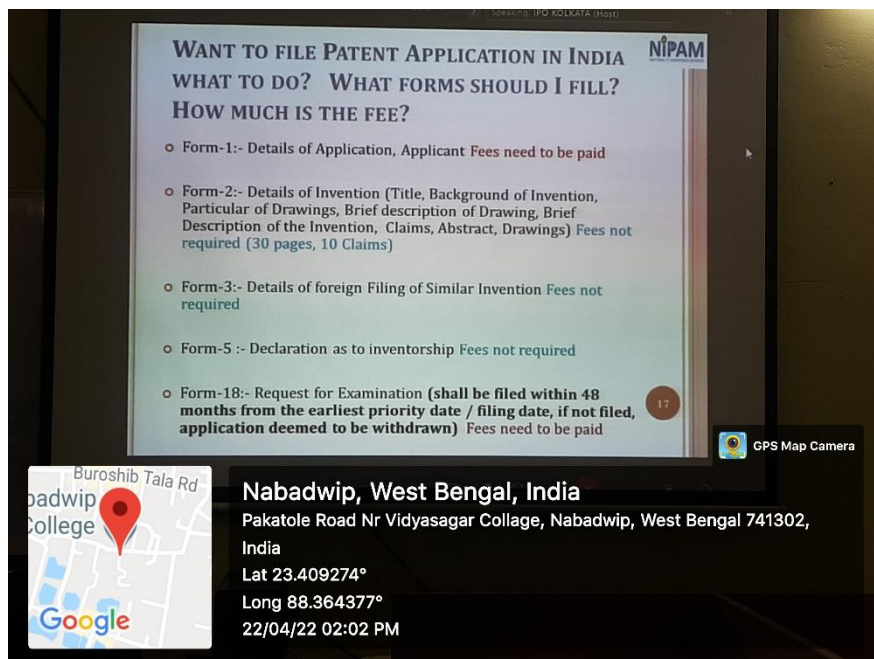 Speaking: IPO KOLKATA (Host)
WANT TO FILE PATENT APPLICATION IN INDIA
WHAT TO DO? WHAT FORMS SHOULD I FILL?
HOW MUCH IS THE FEE?
NIPAM
Form-1:- Details of Application, Applicant Fees need to be paid
Form-2:- Details of Invention (Title, Background of Invention,
Particular of Drawings, Brief description of Drawing, Brief
Description of the Invention, Claims, Abstract, Drawings) Fees not
required (30 pages, 10 Claims)
Form-3:- Details of foreign Filing of Similar Invention Fees not
required
Form-5 :- Declaration as to inventorship Fees not required
Form-18:- Request for Examination (shall be filed within 48
months from the earliest priority date / filing date, if not filed,
application deemed to be withdrawn) Fees need to be paid
17
GPS Map Camera
Buroshib Tala Rd
badwip
College
Google
Nabadwip, West Bengal, India
Pakatole Road Nr Vidyasagar Collage, Nabadwip, West Bengal 741302,
India
Lat 23.409274°
Long 88.364377°
22/04/22 02:02 PM